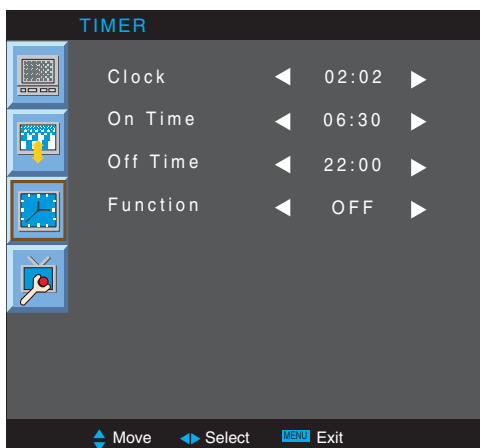 TIMER
Clock 02:02
On Time 06:30
Off Time 22:00
Function OFF
Move Select MENU Exit